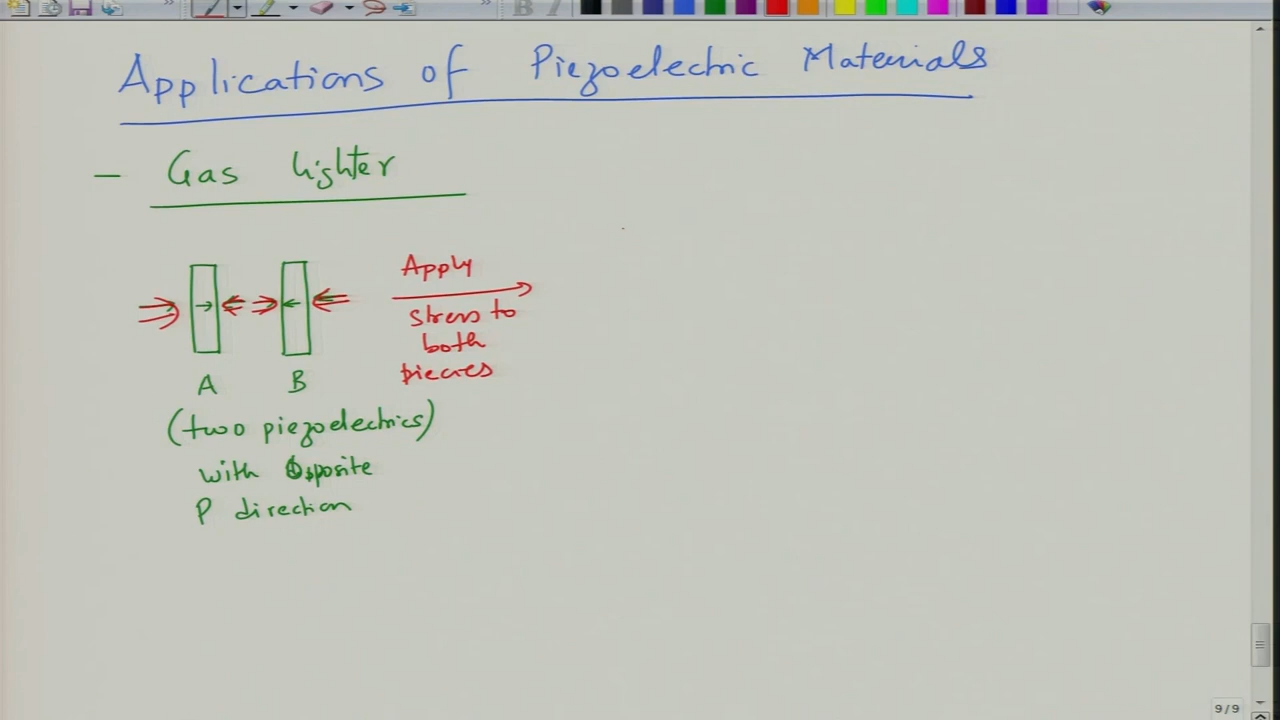 Applications of Piezoelectric Materials
- Gas lighter
Apply
stress to
both
pieces
A B
(two piezoelectrics)
with opposite
P direction
9/9